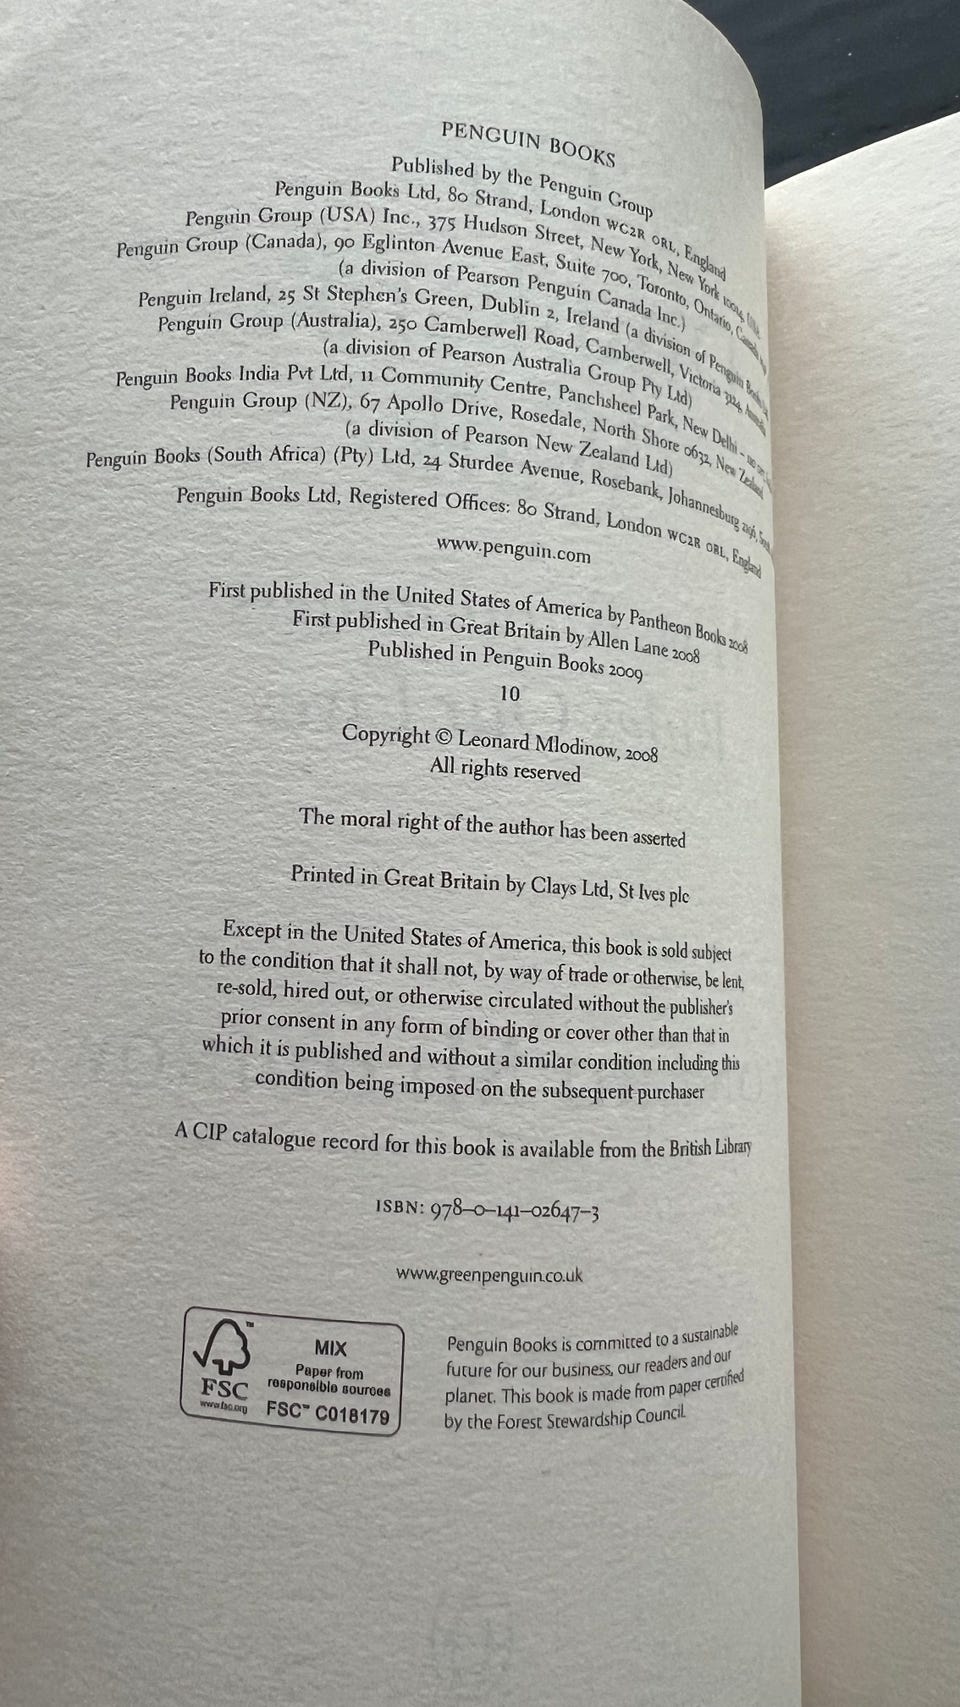 PENGUIN BOOKS
Published by the Penguin Group
Penguin Books Ltd, 80 Strand, London WC2R 0RL, England
Penguin Group (USA) Inc., 375 Hudson Street, New York, New York 10014, USA
Penguin Group (Canada), 90 Eglinton Avenue East, Suite 700, Toronto, Ontario, Canada
(a division of Pearson Penguin Canada Inc.)
Penguin Ireland, 25 St Stephen's Green, Dublin 2, Ireland (a division of Penguin Books Ltd)
Penguin Group (Australia), 250 Camberwell Road, Camberwell, Victoria 3124, Australia
(a division of Pearson Australia Group Pty Ltd)
Penguin Books India Pvt Ltd, 11 Community Centre, Panchsheel Park, New Delhi –
Penguin Group (NZ), 67 Apollo Drive, Rosedale, North Shore 0632, New Zealand
(a division of Pearson New Zealand Ltd)
Penguin Books (South Africa) (Pty) Ltd, 24 Sturdee Avenue, Rosebank, Johannesburg 2196,
Penguin Books Ltd, Registered Offices: 80 Strand, London WC2R 0RL, England
www.penguin.com
First published in the United States of America by Pantheon Books 2008
First published in Great Britain by Allen Lane 2008
Published in Penguin Books 2009
10
Copyright © Leonard Mlodinow, 2008
All rights reserved
The moral right of the author has been asserted
Printed in Great Britain by Clays Ltd, St Ives plc
Except in the United States of America, this book is sold subject
to the condition that it shall not, by way of trade or otherwise, be lent,
re-sold, hired out, or otherwise circulated without the publisher's
prior consent in any form of binding or cover other than that in
which it is published and without a similar condition including this
condition being imposed on the subsequent purchaser
A CIP catalogue record for this book is available from the British Library
ISBN: 978–0–141–02647–3
www.greenpenguin.co.uk
FSC™
www.fsc.org
MIX
Paper from
responsible sources
FSC™ C018179
Penguin Books is committed to a sustainable
future for our business, our readers and our
planet. This book is made from paper certified
by the Forest Stewardship Council.